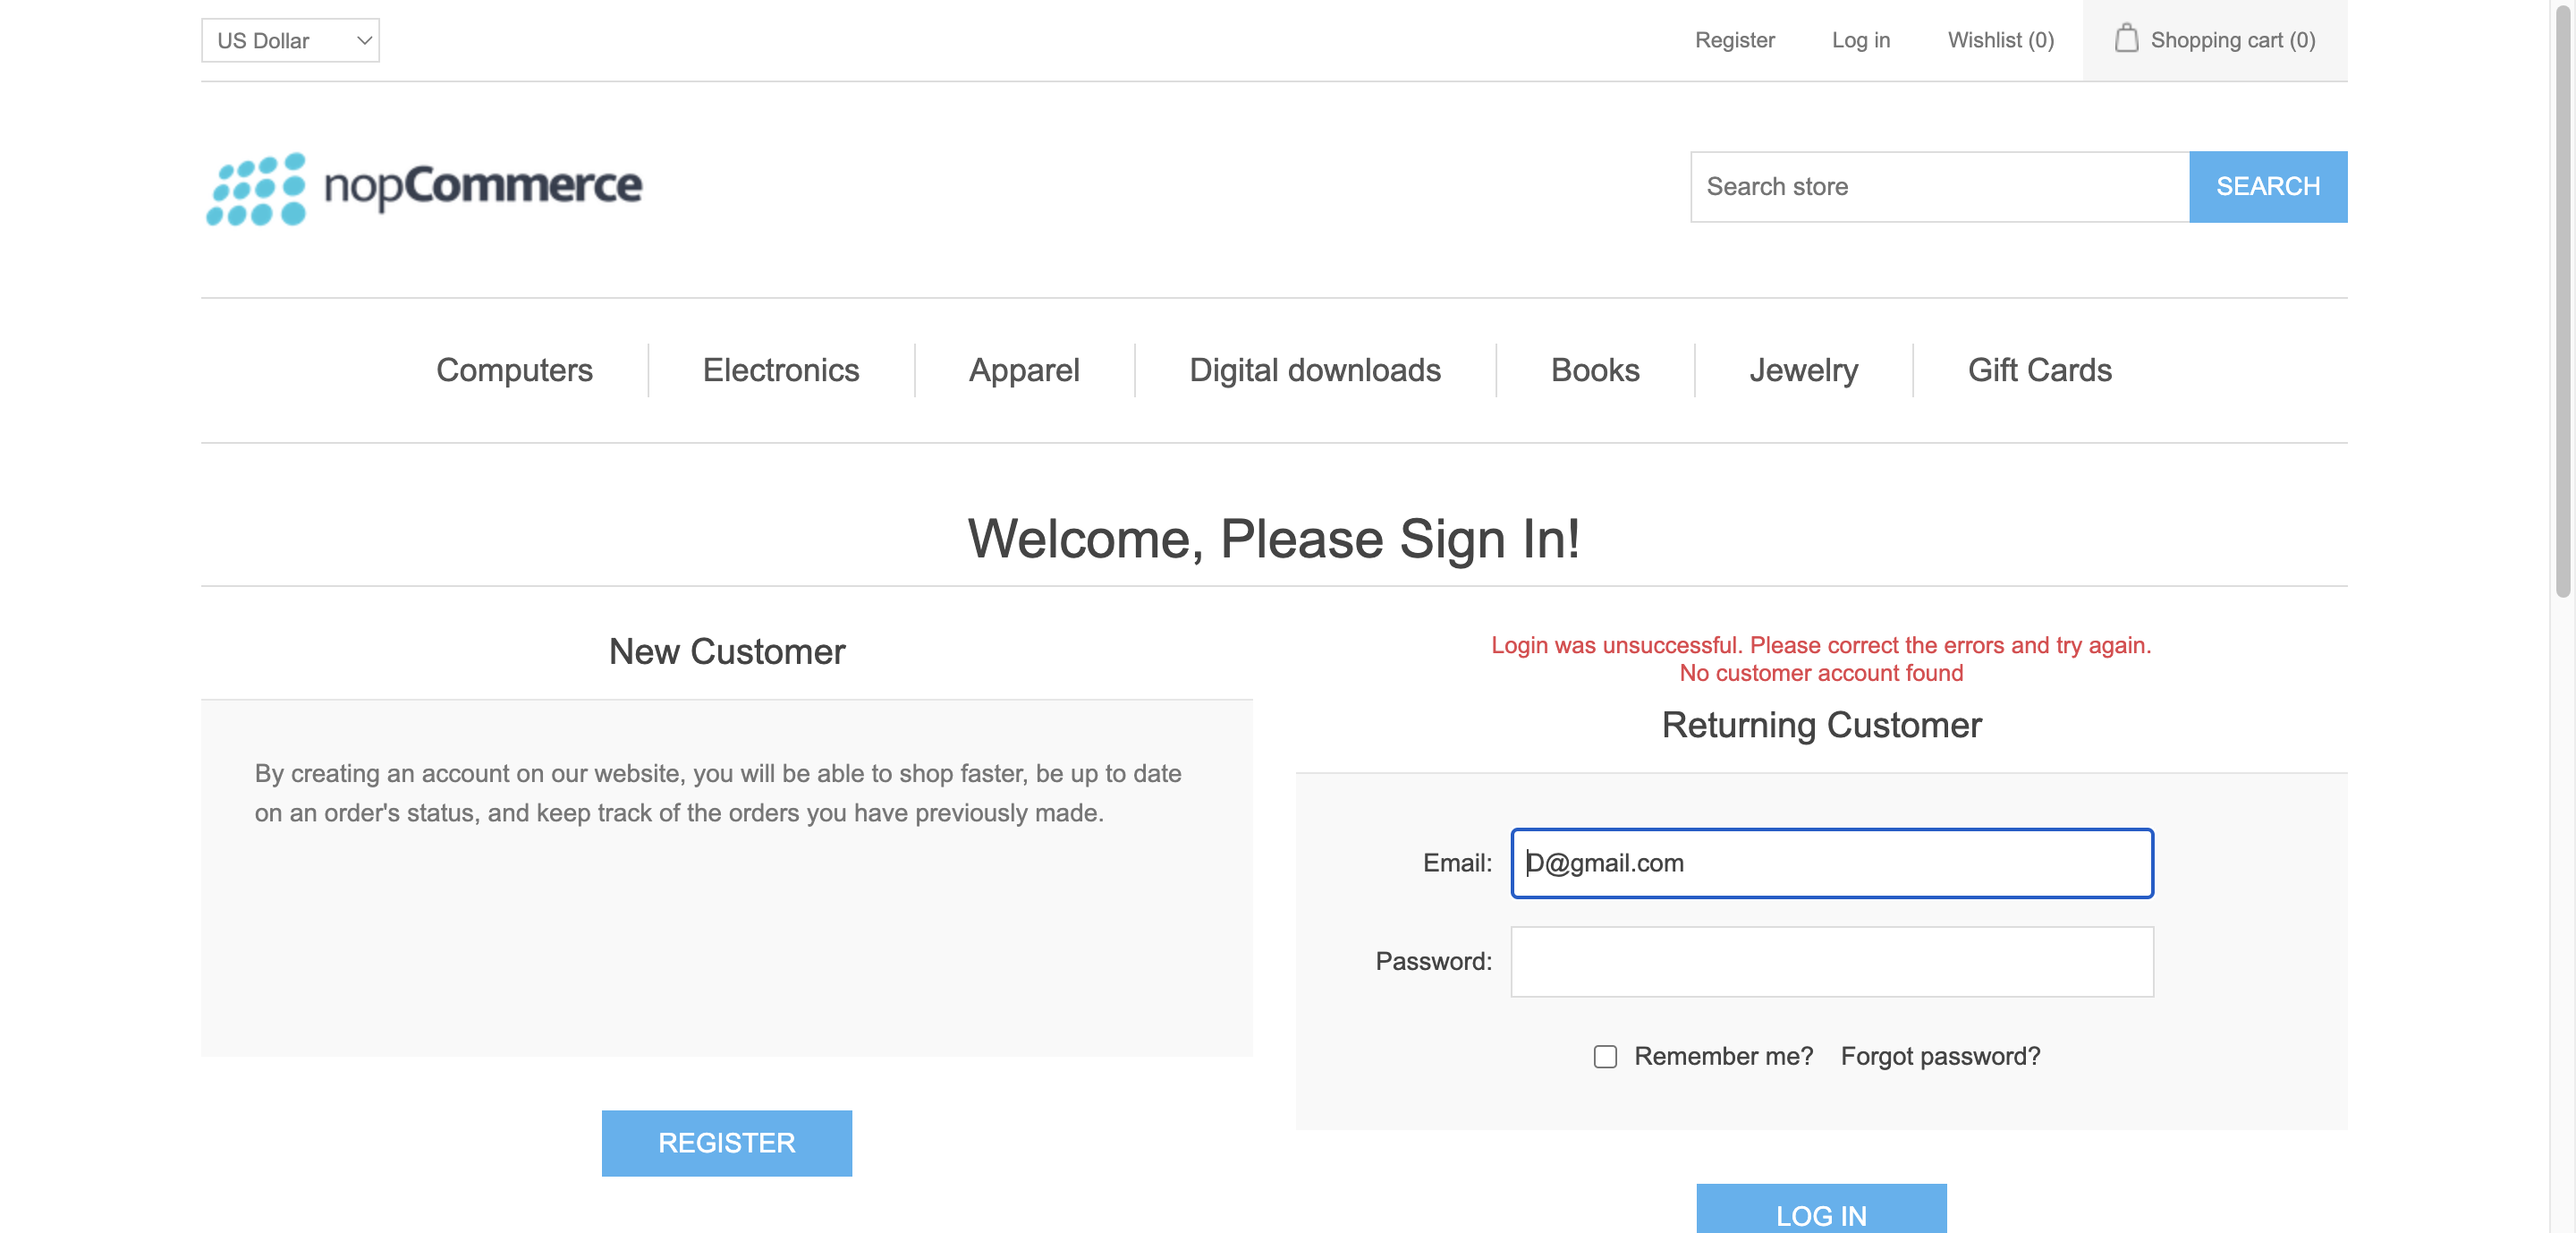 US Dollar
Register
Log in
Wishlist (0)
Shopping cart (0)
nopCommerce
Search store
SEARCH
Computers
Electronics
Apparel
Digital downloads
Books
Jewelry
Gift Cards
Welcome, Please Sign In!
New Customer
By creating an account on our website, you will be able to shop faster, be up to date
on an order's status, and keep track of the orders you have previously made.
REGISTER
Login was unsuccessful. Please correct the errors and try again.
No customer account found
Returning Customer
Email: D@gmail.com
Password:
Remember me? Forgot password?
LOG IN